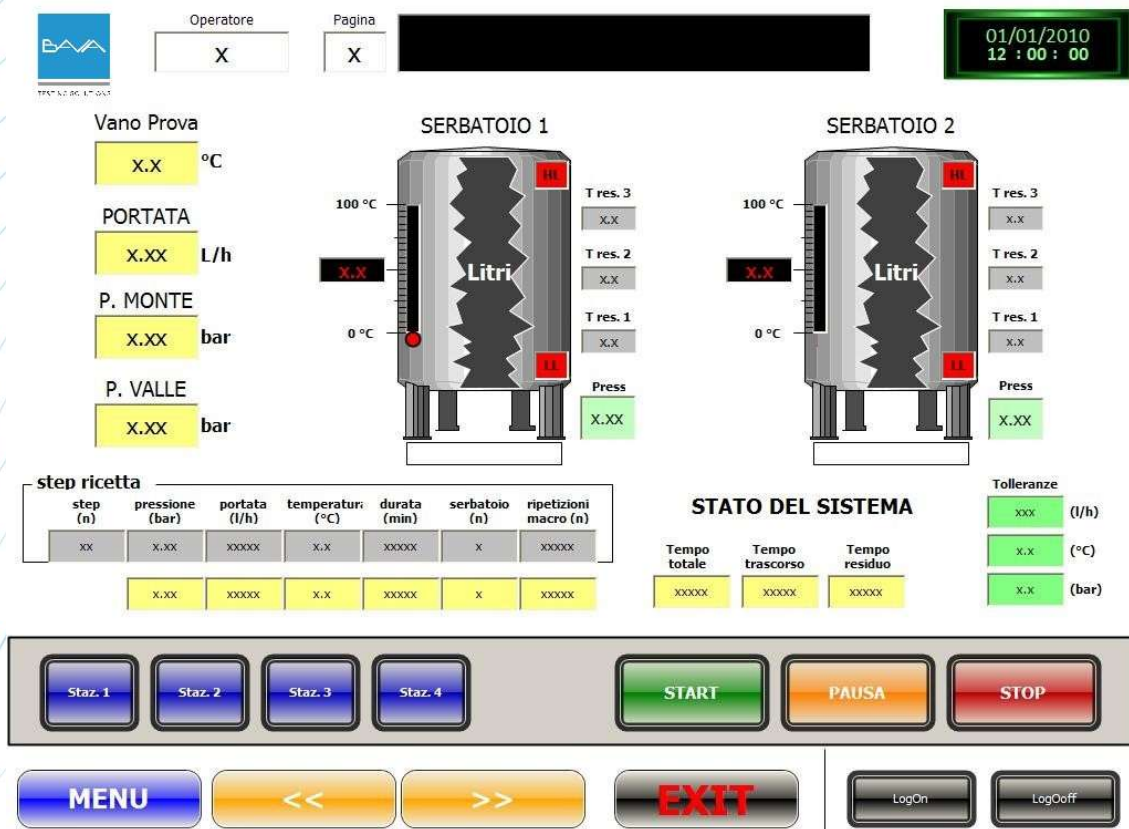 Operatore
Pagina
BAVA
X
X
01/01/2010
12 : 00 : 00
Vano Prova
SERBATOIO 1
SERBATOIO 2
x.x
°C
HL
HL
T res. 3
T res. 3
100 °C
100 °C
x.x
x.x
PORTATA
x.xx
L/h
T res. 2
T res. 2
x.x
Litri
x.x
x.x
Litri
x.x
P. MONTE
T res. 1
T res. 1
x.xx
bar
0 °C
x.x
0 °C
x.x
LL
LL
P. VALLE
Press
Press
x.xx
bar
x.xx
x.xx
step ricetta
Tolleranze
step
(n)
pressione
(bar)
portata
(l/h)
temperatura
(°C)
durata
(min)
serbatoio
(n)
ripetizioni
macro (n)
STATO DEL SISTEMA
xxx
(l/h)
xx
x.xx
xxxxx
x.x
xxxxx
x
xxxxx
Tempo
totale
Tempo
trascorso
Tempo
residuo
x.x
(°C)
x.xx
xxxxx
x.x
xxxxx
x
xxxxx
xxxxx
xxxxx
xxxxx
x.x
(bar)
Staz. 1
Staz. 2
Staz. 3
Staz. 4
START
PAUSA
STOP
MENU
<<
>>
EXIT
LogOn
LogOoff